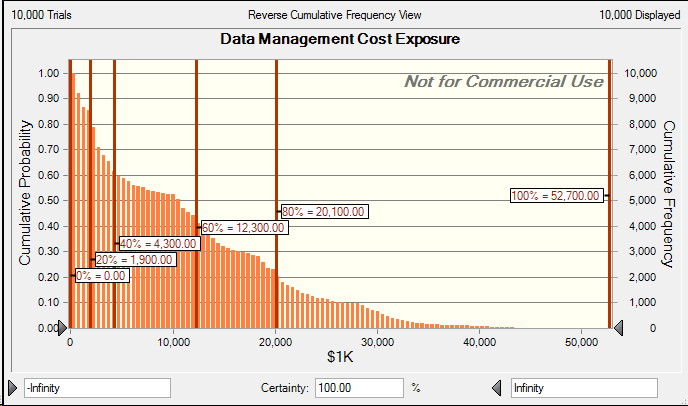 10,000 Trials Reverse Cumulative Frequency View 10,000 Displayed
Data Management Cost Exposure
Not for Commercial Use
Cumulative Probability
1.00
0.90
0.80
0.70
0.60
0.50
0.40
0.30
0.20
0.10
0.00
100% = 52,700.00
80% = 20,100.00
60% = 12,300.00
40% = 4,300.00
20% = 1,900.00
0% = 0.00
10,000
9,000
8,000
7,000
6,000
5,000
4,000
3,000
2,000
1,000
0
Cumulative Frequency
0 10,000 20,000 30,000 40,000 50,000
$1K
-Infinity Certainty: 100.00 % Infinity